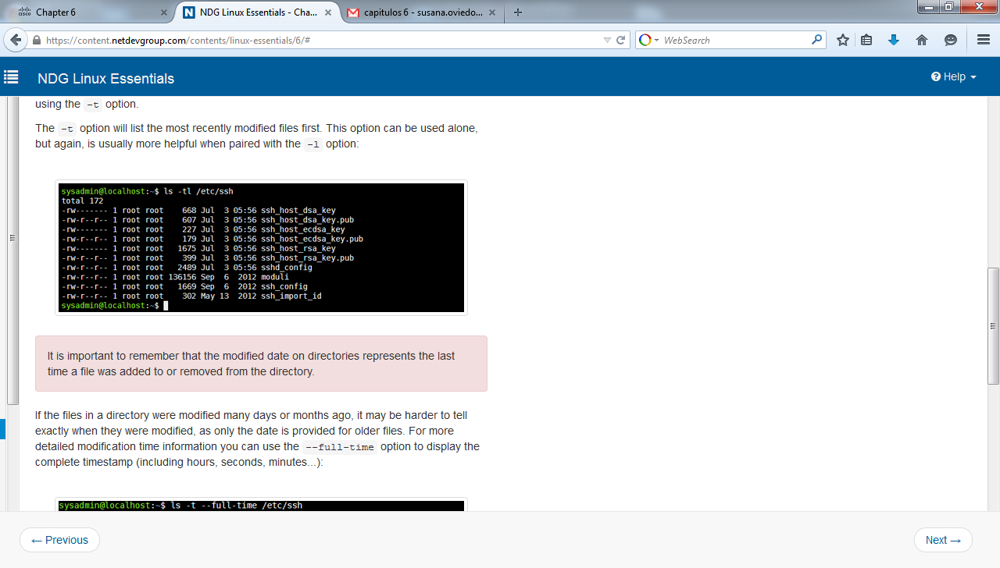 cisco Chapter 6
NDG Linux Essentials - Cha...
capitulos 6 - susana.oviedo...
https://content.netdevgroup.com/contents/linux-essentials/6/#
WebSearch
NDG Linux Essentials
Help
using the -t option.
The -t option will list the most recently modified files first. This option can be used alone,
but again, is usually more helpful when paired with the -l option:
sysadmin@localhost:~$ ls -tl /etc/ssh
total 172
-rw------- 1 root root    668 Jul  3 05:56 ssh_host_dsa_key
-rw-r--r-- 1 root root    607 Jul  3 05:56 ssh_host_dsa_key.pub
-rw------- 1 root root    227 Jul  3 05:56 ssh_host_ecdsa_key
-rw-r--r-- 1 root root    179 Jul  3 05:56 ssh_host_ecdsa_key.pub
-rw------- 1 root root   1675 Jul  3 05:56 ssh_host_rsa_key
-rw-r--r-- 1 root root    399 Jul  3 05:56 ssh_host_rsa_key.pub
-rw-r--r-- 1 root root   2489 Jul  3 05:56 sshd_config
-rw-r--r-- 1 root root 136156 Sep  6  2012 moduli
-rw-r--r-- 1 root root   1669 Sep  6  2012 ssh_config
-rw-r--r-- 1 root root    302 May 13  2012 ssh_import_id
sysadmin@localhost:~$
It is important to remember that the modified date on directories represents the last
time a file was added to or removed from the directory.
If the files in a directory were modified many days or months ago, it may be harder to tell
exactly when they were modified, as only the date is provided for older files. For more
detailed modification time information you can use the --full-time option to display the
complete timestamp (including hours, seconds, minutes...):
sysadmin@localhost:~$ ls -t --full-time /etc/ssh
← Previous
Next →